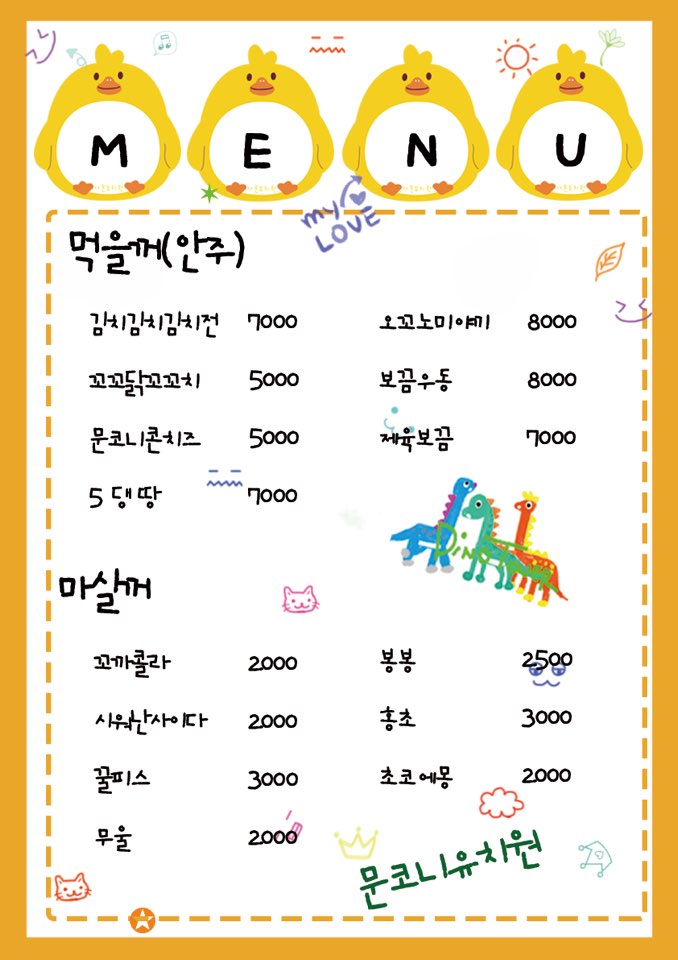 MENU
my LOVE
먹을꺼(안주)
김치김치김치전 7000
오꼬노미야끼 8000
꼬꼬닭꼬꼬치 5000
보끔우동 8000
문코니콘치즈 5000
제육보끔 7000
5 댕 땅 7000
마실꺼
꼬까콜라 2000
봉봉 2500
시워난사이다 2000
홍초 3000
꿀피스 3000
초코에몽 2000
무울 2000
문코니유치원